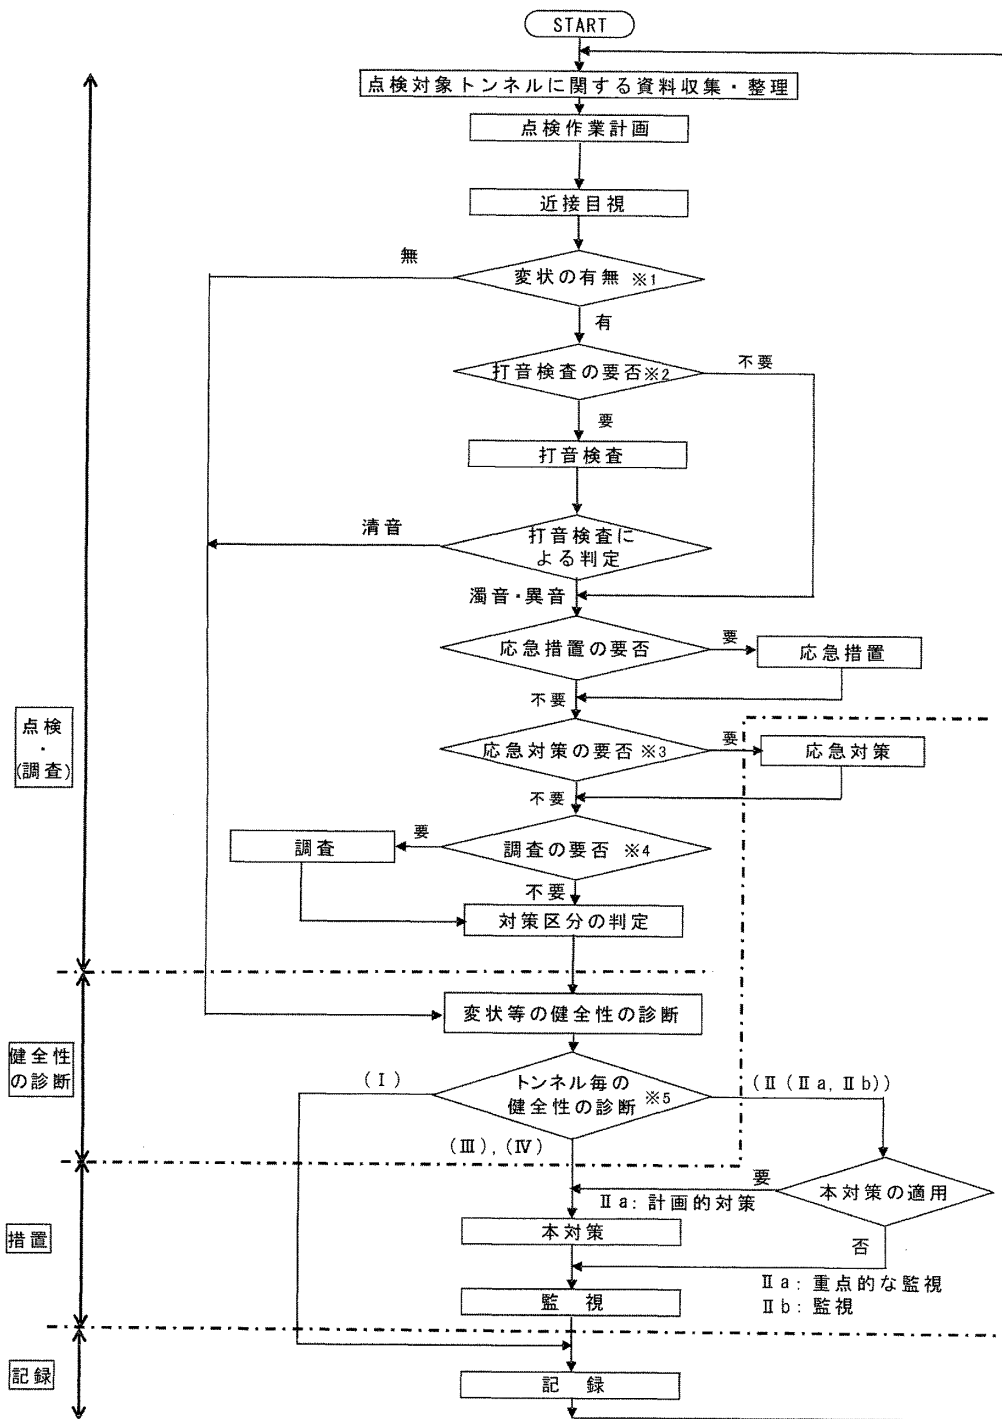 START
点検対象トンネルに関する資料収集・整理
点検作業計画
近接目視
無
変状の有無 ※1
有
打音検査の要否※2
不要
要
打音検査
清音
打音検査に
よる判定
濁音・異音
応急措置の要否
要
応急措置
不要
点検
・
(調査)
応急対策の要否 ※3
要
応急対策
不要
調査
要
調査の要否 ※4
不要
対策区分の判定
変状等の健全性の診断
健全性
の診断
(Ⅰ)
トンネル毎の
健全性の診断 ※5
(Ⅱ(Ⅱa,Ⅱb))
(Ⅲ),(Ⅳ)
要
本対策の適用
Ⅱa:計画的対策
措置
本対策
否
Ⅱa:重点的な監視
Ⅱb:監視
監 視
記録
記 録